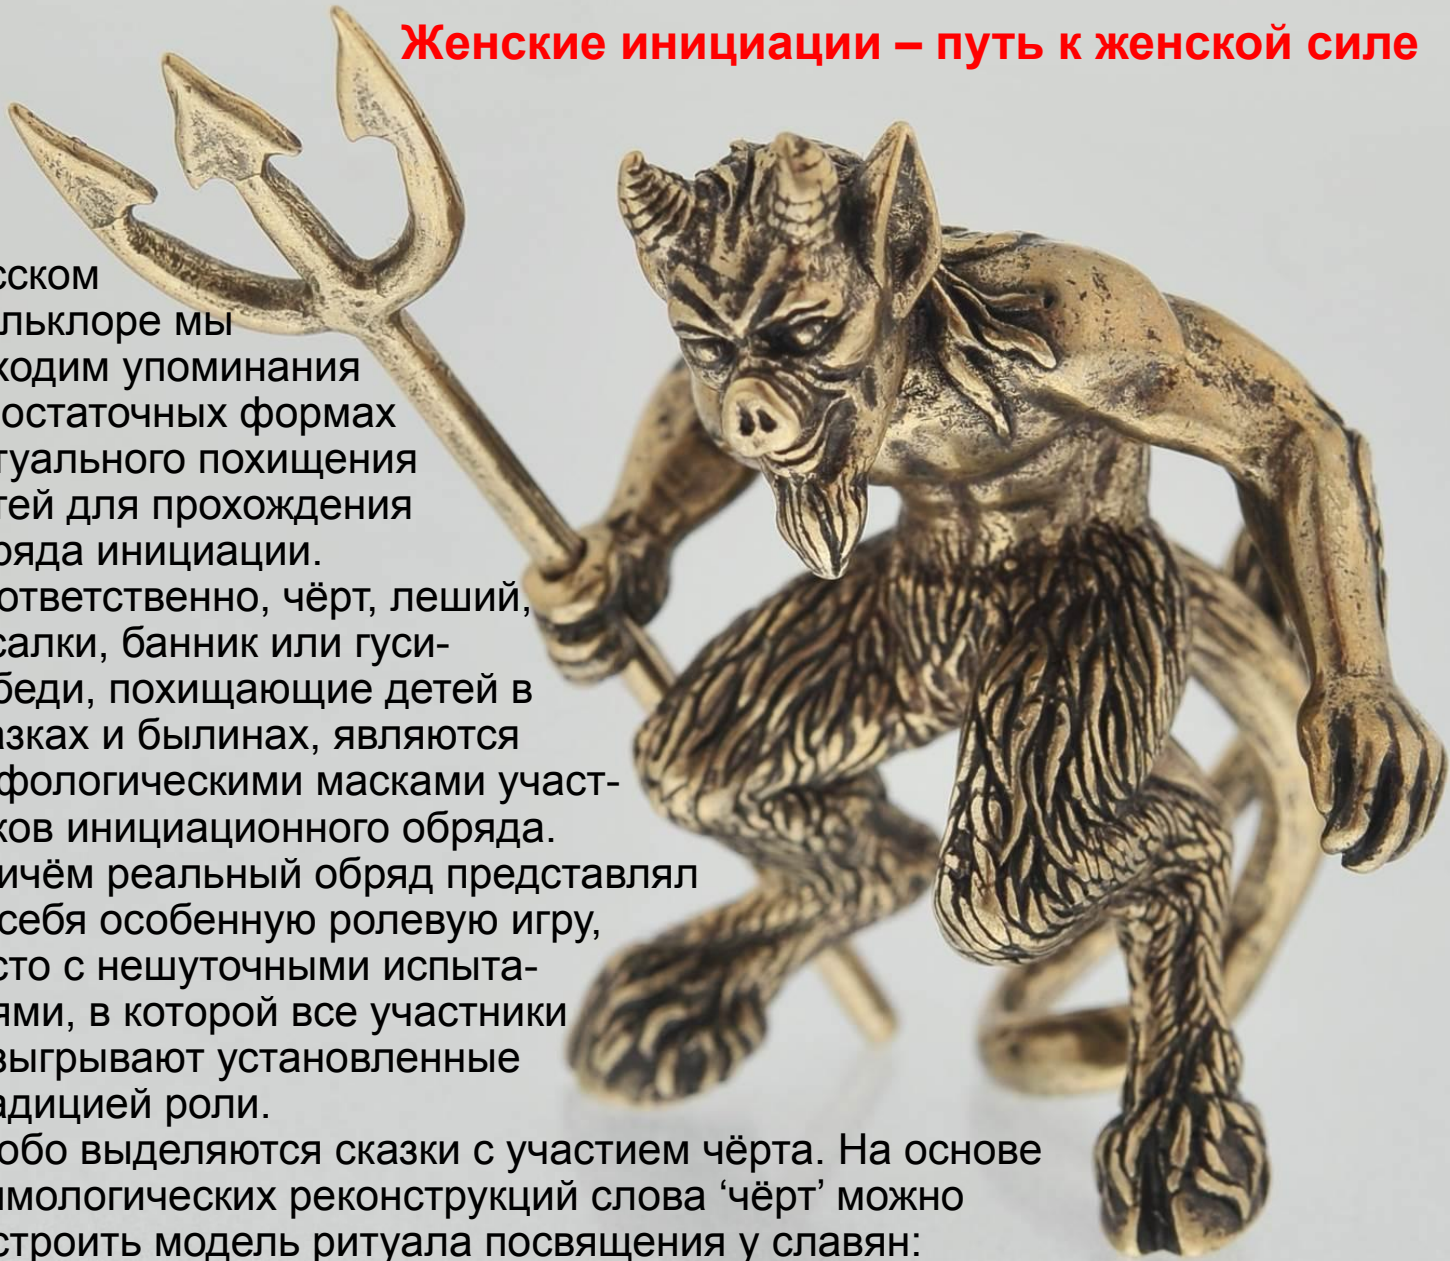 Женские инициации – путь к женской силе
сском
льклоре мы
ходим упоминания
остаточных формах
туального похищения
тей для прохождения
ряда инициации.
ответственно, чёрт, леший,
салки, банник или гуси-
беди, похищающие детей в
азках и былинах, являются
фологическими масками участ-
ков инициационного обряда.
ичём реальный обряд представлял
себя особенную ролевую игру,
сто с нешуточными испыта-
ями, в которой все участники
зыгрывают установленные
адицией роли.
обо выделяются сказки с участием чёрта. На основе
имологических реконструкций слова ‘чёрт’ можно
строить модель ритуала посвящения у славян: